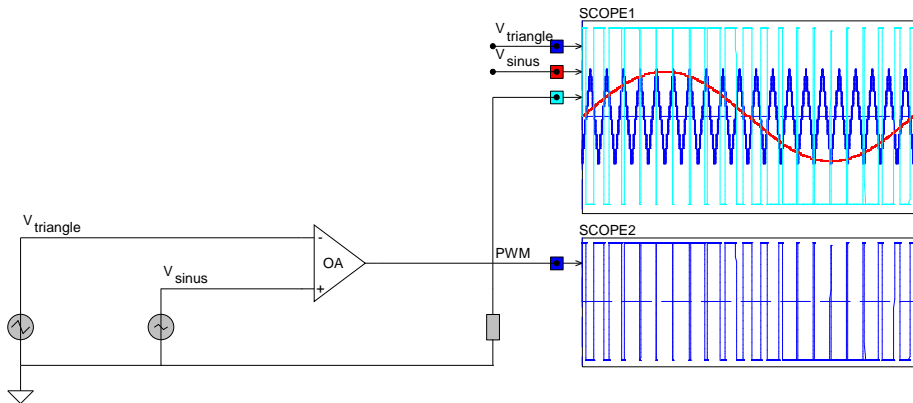 SCOPE1
V triangle
V sinus
SCOPE2
V triangle
-
OA
PWM
V sinus
+